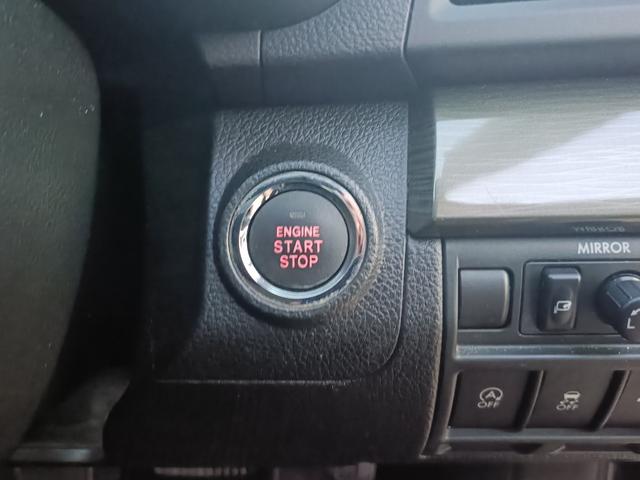 ENGINE
START
STOP
MIRROR
L
A
OFF
OFF